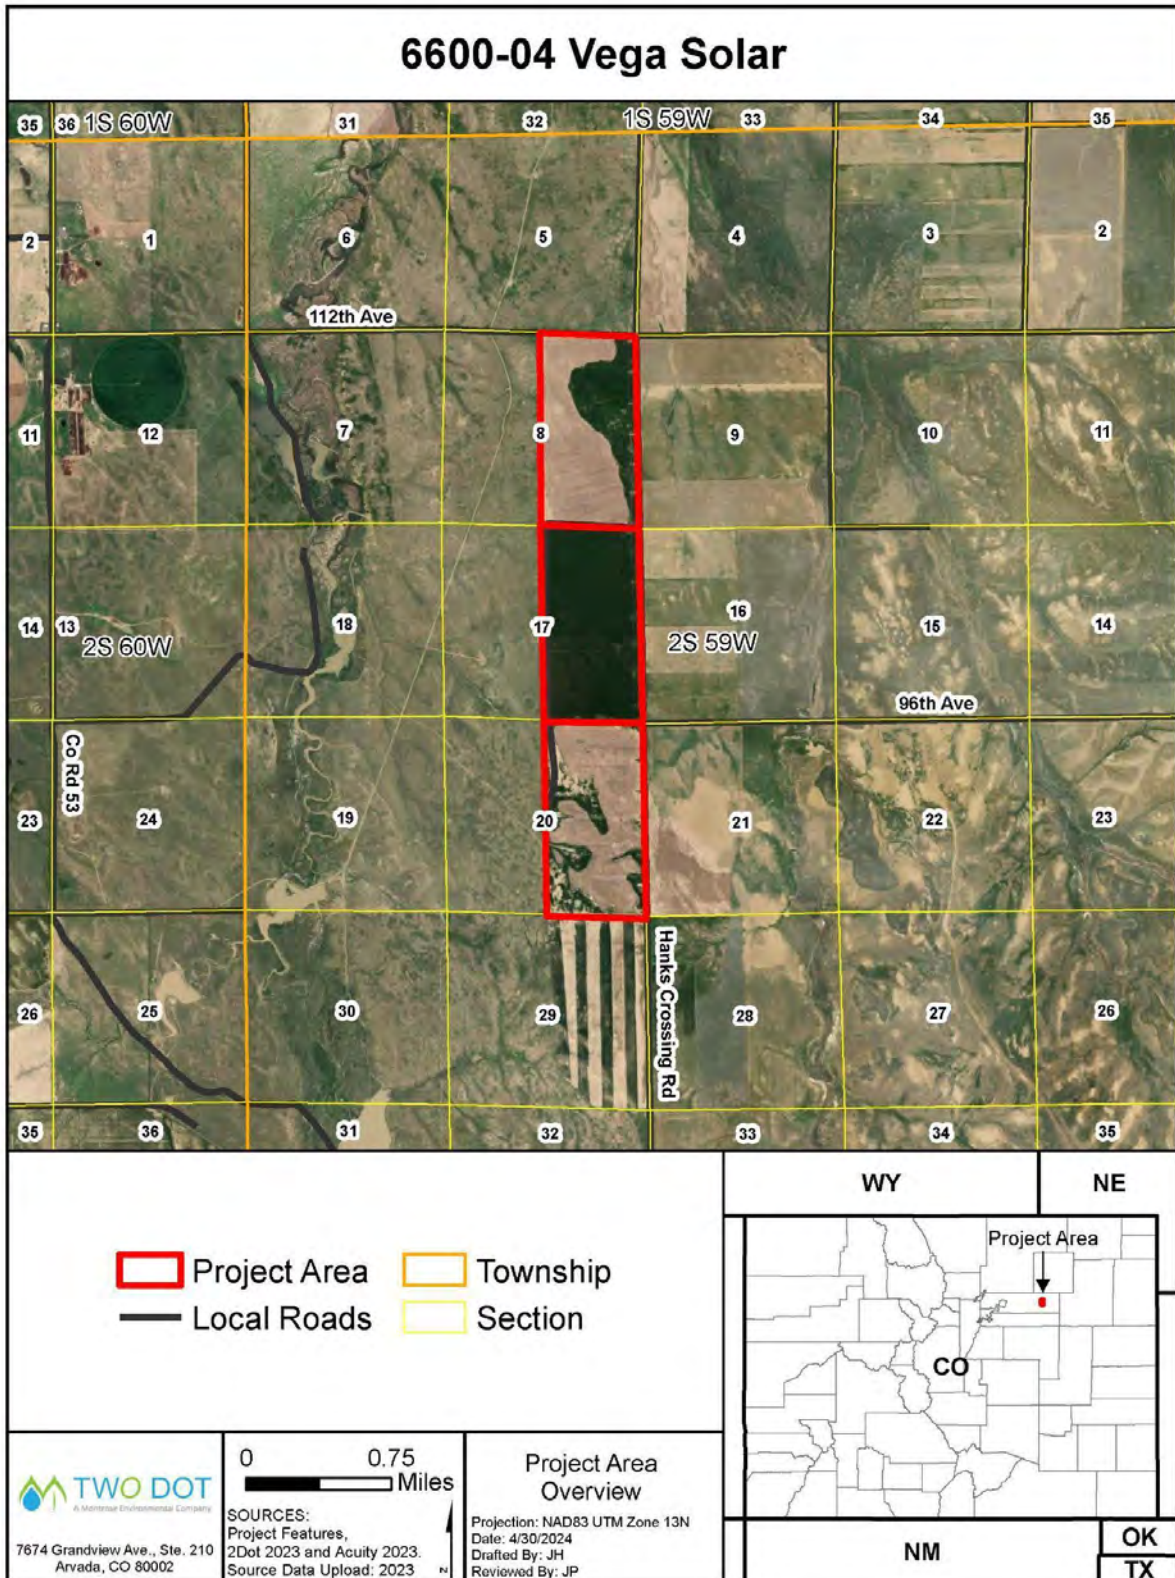 6600-04 Vega Solar
35 36 1S 60W 31 32 1S 59W 33 34 35
2 1 6 5 4 3 2
112th Ave
11 12 7 8 9 10 11
14 13 18 17 16 15 14
2S 60W 2S 59W
96th Ave
Co Rd 53
23 24 19 20 21 22 23
Hanks Crossing Rd
26 25 30 29 28 27 26
35 36 31 32 33 34 35
Project Area Township
Local Roads Section
WY NE
Project Area
CO
NM
OK
TX
TWO DOT
A Montrose Environmental Company
7674 Grandview Ave., Ste. 210
Arvada, CO 80002
0 0.75
Miles
SOURCES:
Project Features,
2Dot 2023 and Acuity 2023.
Source Data Upload: 2023
N
Project Area
Overview
Projection: NAD83 UTM Zone 13N
Date: 4/30/2024
Drafted By: JH
Reviewed By: JP